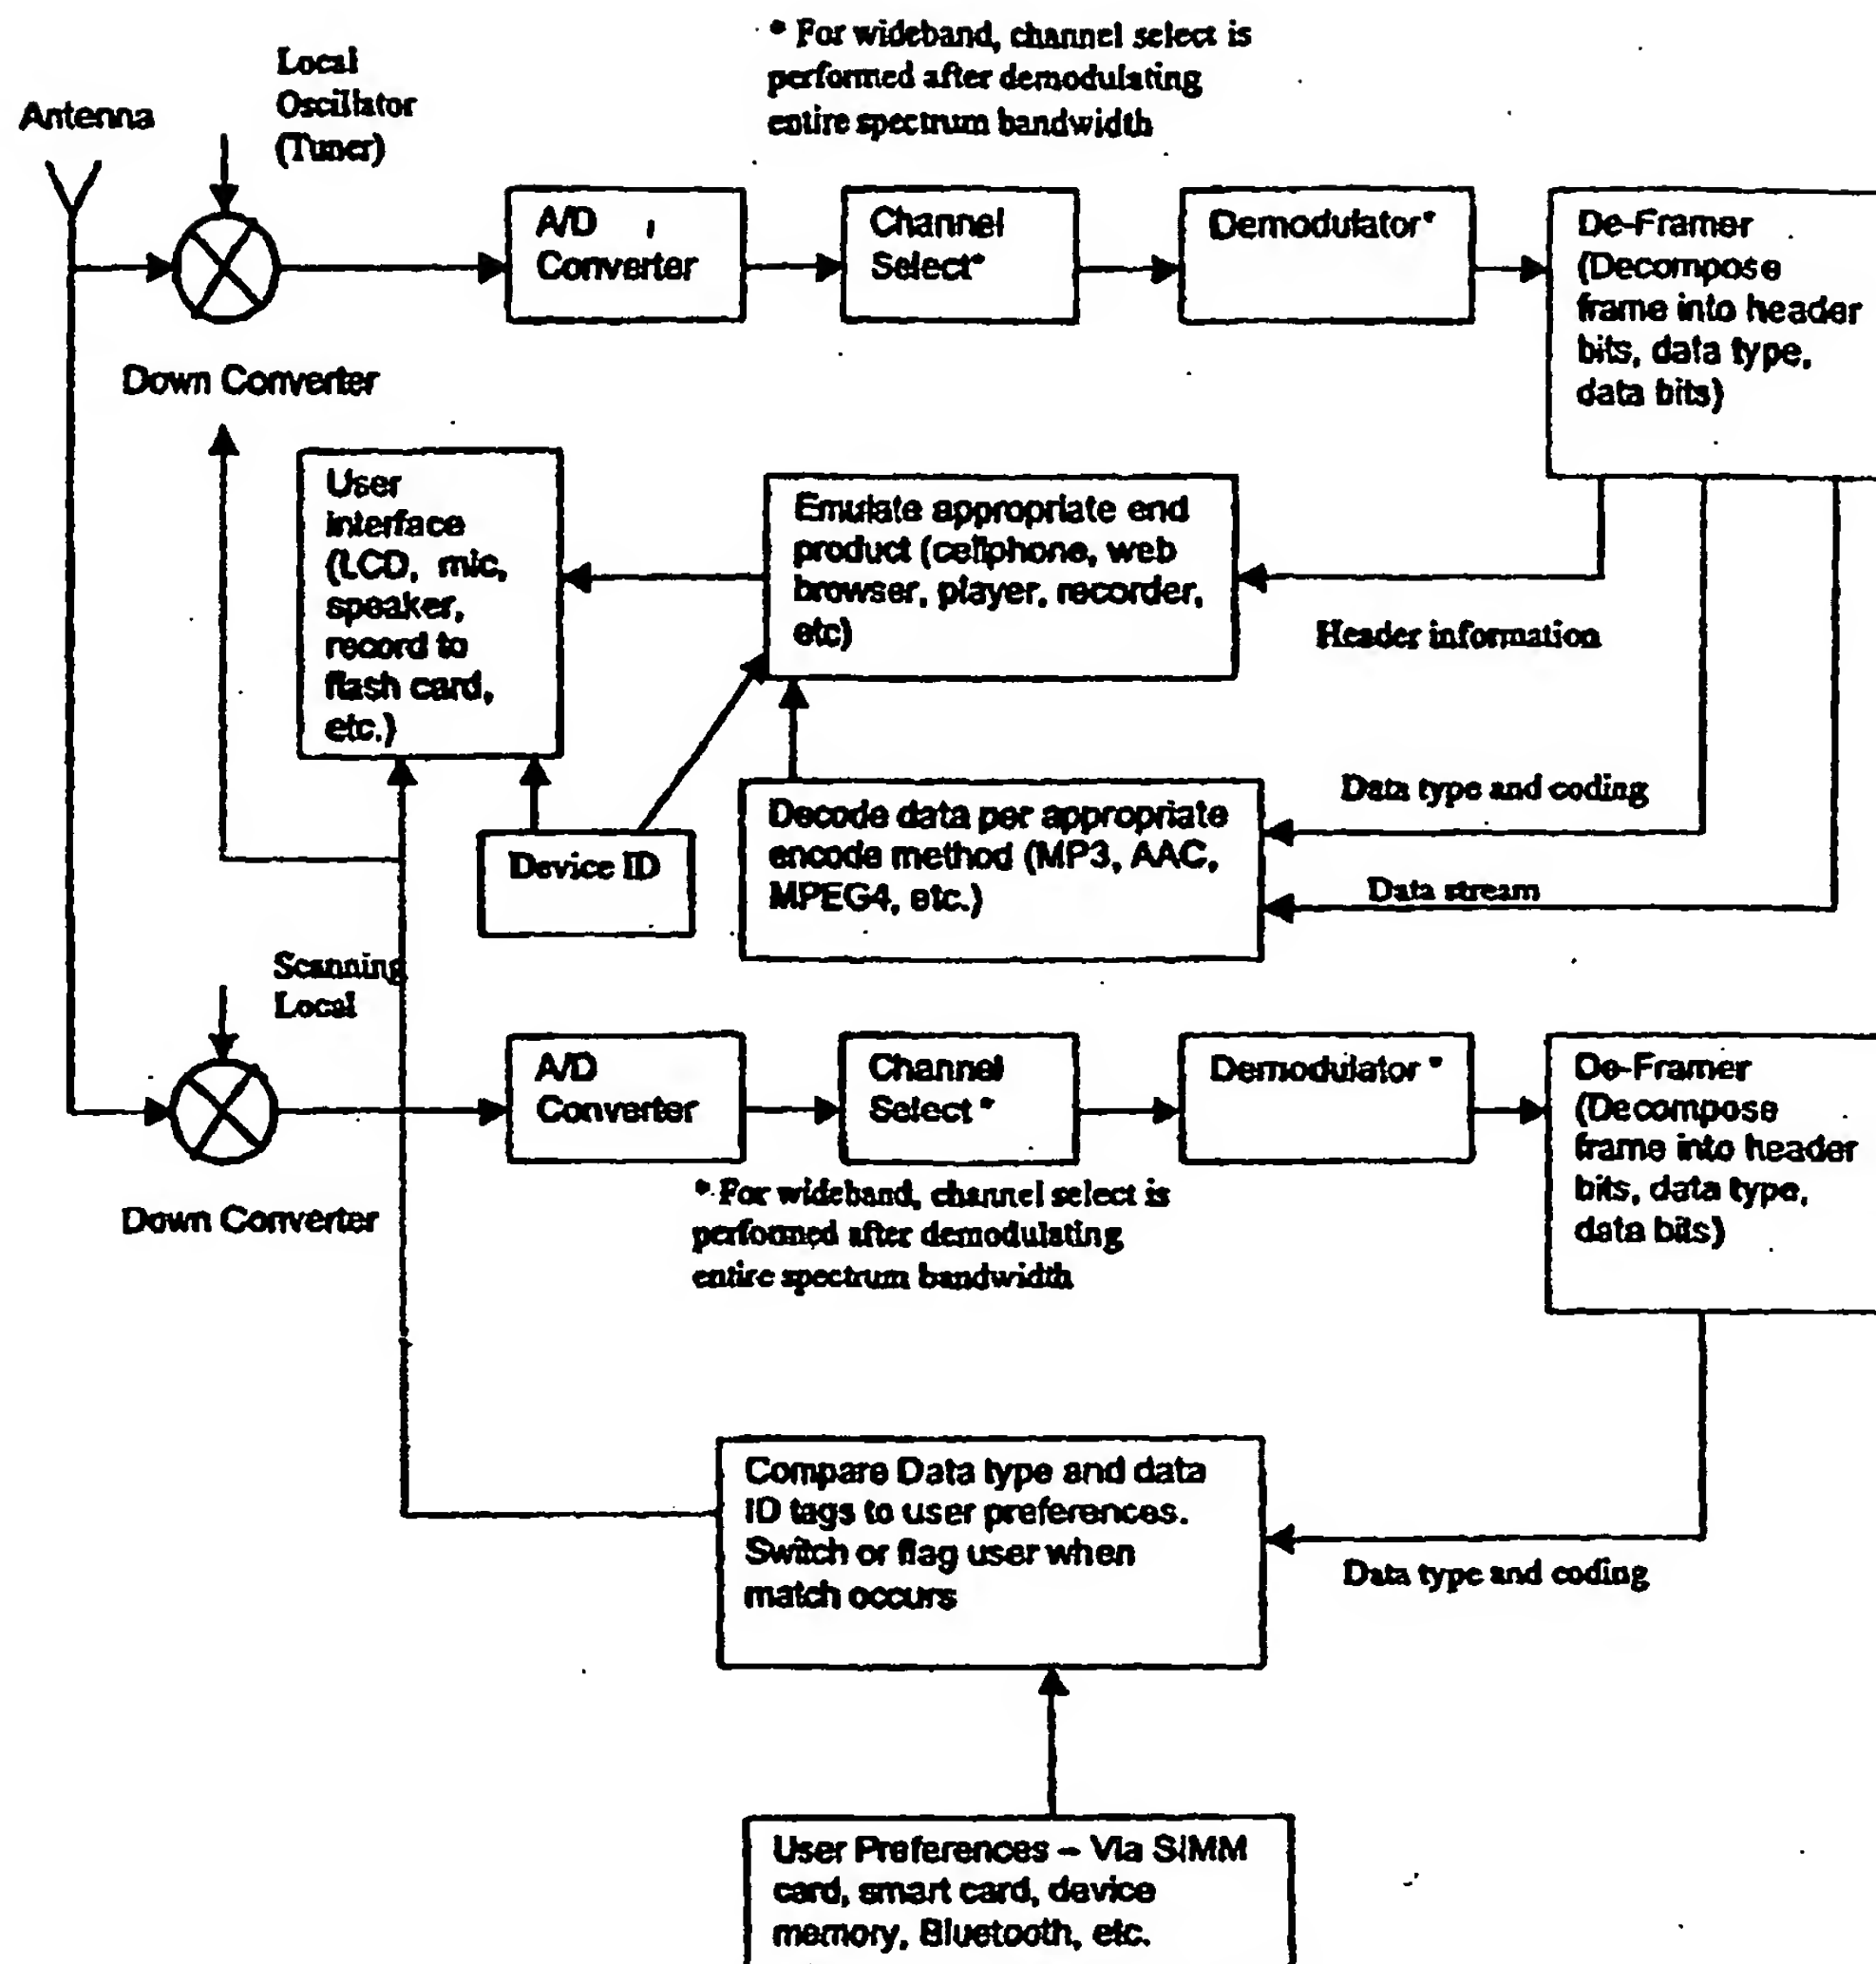 * For wideband, channel select is
performed after demodulating
entire spectrum bandwidth
Local
Oscillator
(Tuner)
Antenna
A/D
Converter
Channel
Select*
Demodulator*
De-Framer
(Decompose
frame into header
bits, data type,
data bits)
Down Converter
User
interface
(LCD, mic,
speaker,
record to
flash card,
etc.)
Emulate appropriate end
product (cellphone, web
browser, player, recorder,
etc)
Header information
Device ID
Decode data per appropriate
encode method (MP3, AAC,
MPEG4, etc.)
Data type and coding
Data stream
Scanning
Local
A/D
Converter
Channel
Select *
Demodulator *
De-Framer
(Decompose
frame into header
bits, data type,
data bits)
Down Converter
* For wideband, channel select is
performed after demodulating
entire spectrum bandwidth
Compare Data type and data
ID tags to user preferences.
Switch or flag user when
match occurs
Data type and coding
User Preferences – Via SIMM
card, smart card, device
memory, Bluetooth, etc.